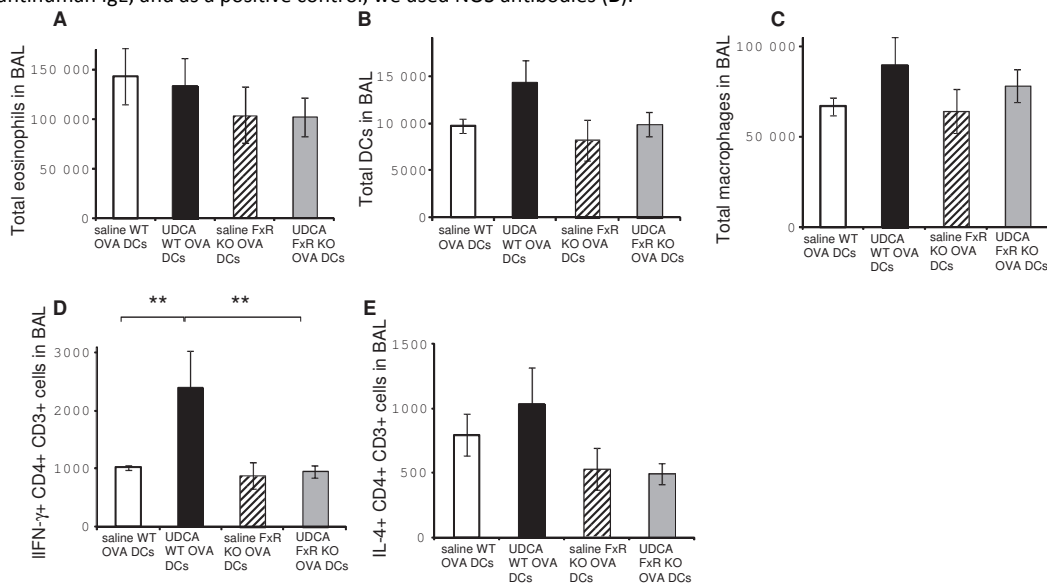 antihuman IgE, and as a positive control, we used NOS antibodies (D).
A
Total eosinophils in BAL
150 000
100 000
50 000
0
saline WT OVA DCs
UDCA WT OVA DCs
saline FxR KO OVA DCs
UDCA FxR KO OVA DCs
B
Total DCs in BAL
15 000
10 000
5000
0
saline WT OVA DCs
UDCA WT OVA DCs
saline FxR KO OVA DCs
UDCA FxR KO OVA DCs
C
Total macrophages in BAL
100 000
50 000
0
saline WT OVA DCs
UDCA WT OVA DCs
saline FxR KO OVA DCs
UDCA FxR KO OVA DCs
D
** **
IIFN-γ+ CD4+ CD3+ cells in BAL
3000
2000
1000
0
saline WT OVA DCs
UDCA WT OVA DCs
saline FxR KO OVA DCs
UDCA FxR KO OVA DCs
E
IL-4+ CD4+ CD3+ cells in BAL
1500
1000
500
0
saline WT OVA DCs
UDCA WT OVA DCs
saline FxR KO OVA DCs
UDCA FxR KO OVA DCs